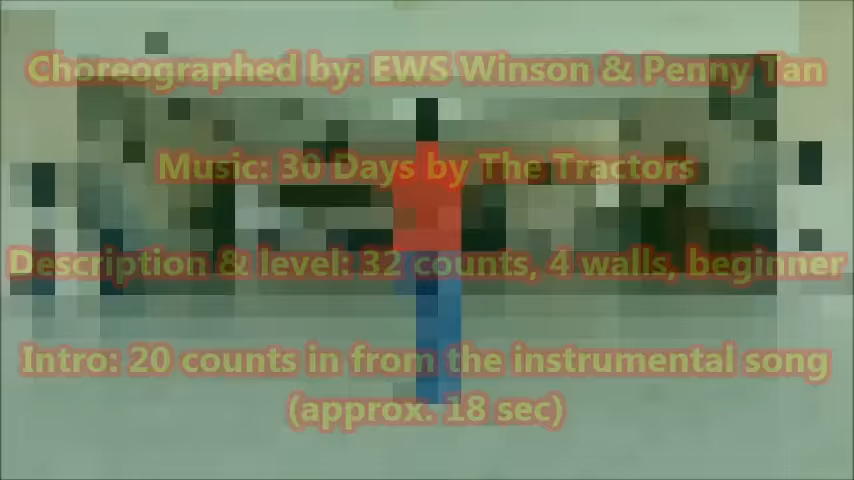 Choreographed by: EWS Winson & Penny Tan
Music: 30 Days by The Tractors
Description & level: 32 counts, 4 walls, beginner
Intro: 20 counts in from the instrumental song
(approx. 18 sec)